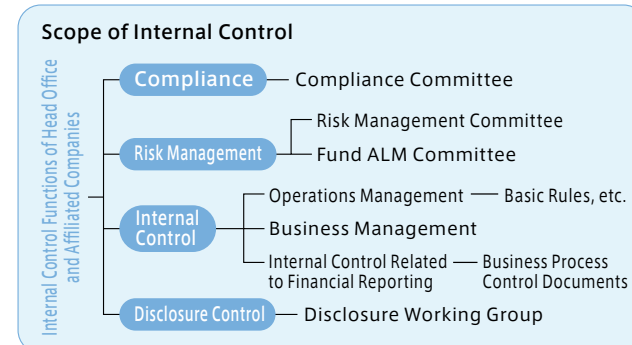 Scope of Internal Control
Internal Control Functions of Head Office
and Affiliated Companies
Compliance
Compliance Committee
Risk Management
Risk Management Committee
Fund ALM Committee
Internal
Control
Operations Management
Basic Rules, etc.
Business Management
Internal Control Related
to Financial Reporting
Business Process
Control Documents
Disclosure Control
Disclosure Working Group